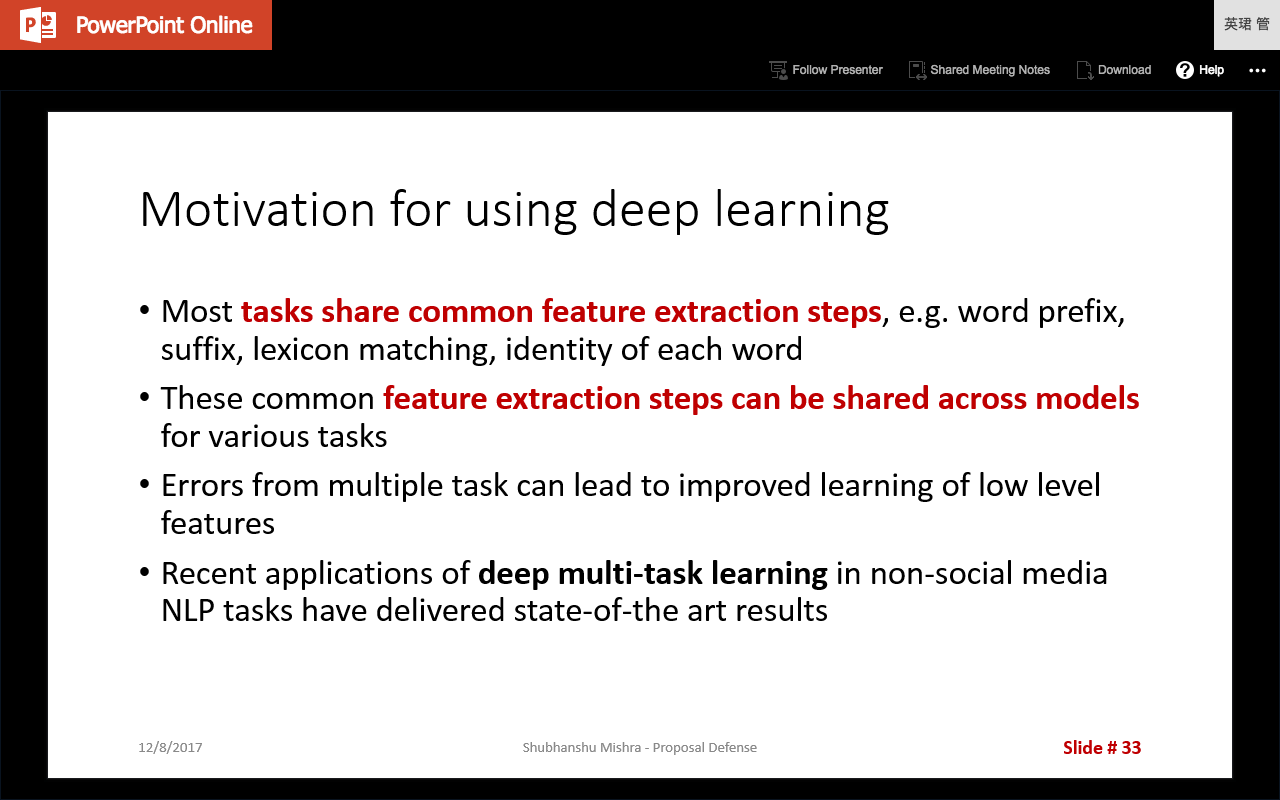 PowerPoint Online
英珺 管
Follow Presenter
Shared Meeting Notes
Download
Help
Motivation for using deep learning
• Most tasks share common feature extraction steps, e.g. word prefix,
suffix, lexicon matching, identity of each word
• These common feature extraction steps can be shared across models
for various tasks
• Errors from multiple task can lead to improved learning of low level
features
• Recent applications of deep multi-task learning in non-social media
NLP tasks have delivered state-of-the art results
12/8/2017
Shubhanshu Mishra - Proposal Defense
Slide # 33